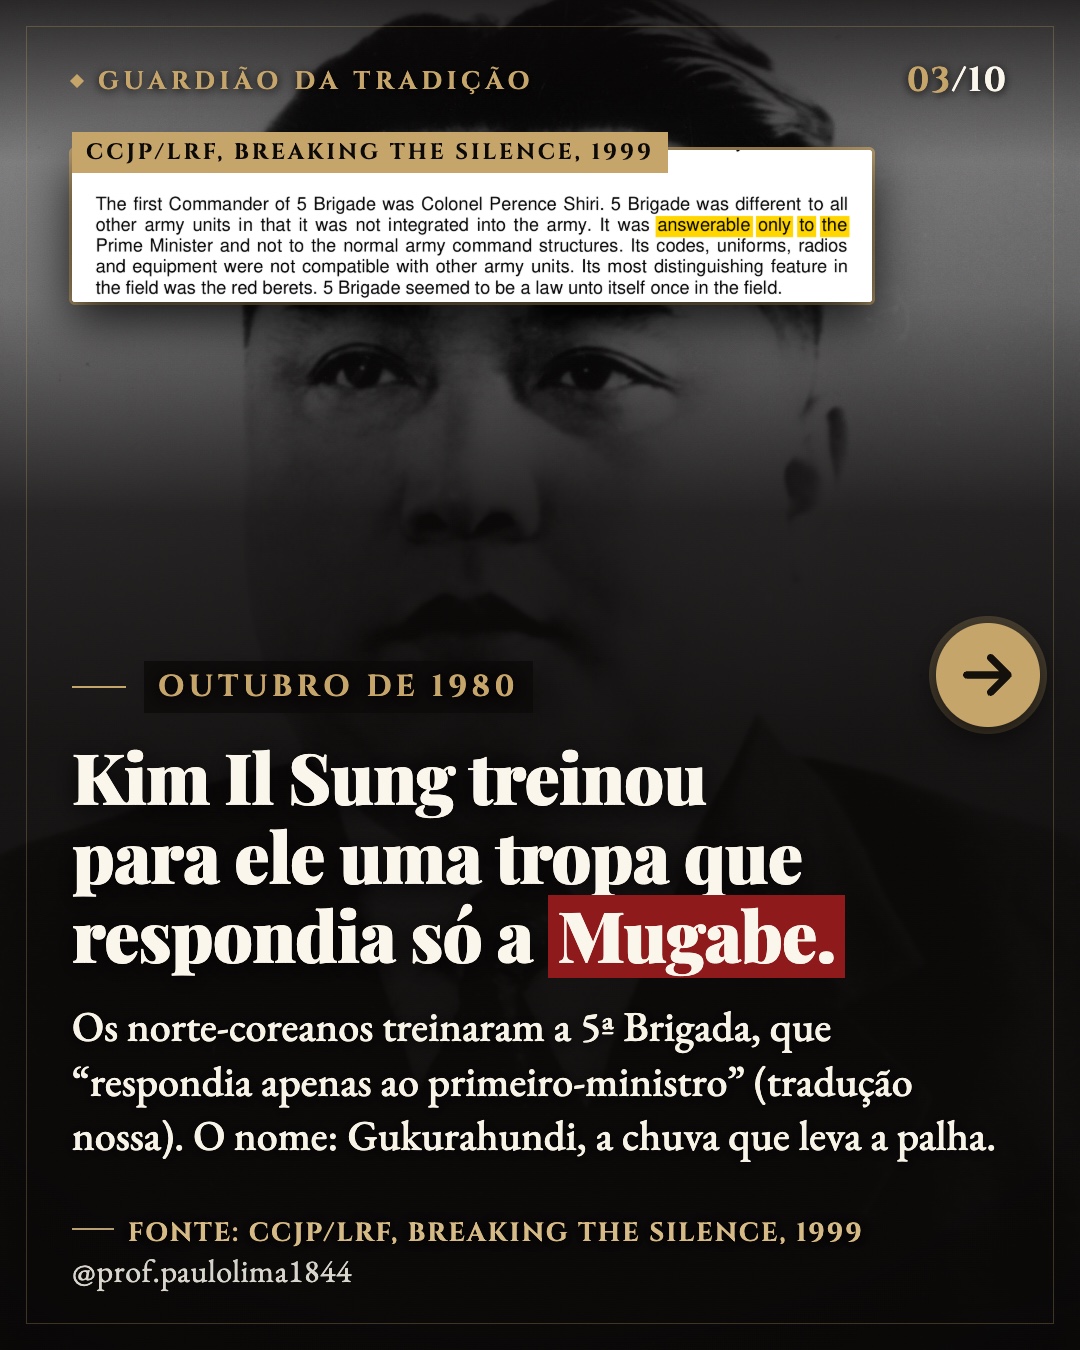 GUARDIÃO DA TRADIÇÃO
03/10
CCJP/LRF, BREAKING THE SILENCE, 1999
The first Commander of 5 Brigade was Colonel Perence Shiri. 5 Brigade was different to all
other army units in that it was not integrated into the army. It was answerable only to the
Prime Minister and not to the normal army command structures. Its codes, uniforms, radios
and equipment were not compatible with other army units. Its most distinguishing feature in
the field was the red berets. 5 Brigade seemed to be a law unto itself once in the field.
OUTUBRO DE 1980
Kim Il Sung treinou
para ele uma tropa que
respondia só a Mugabe.
Os norte-coreanos treinaram a 5ª Brigada, que
“respondia apenas ao primeiro-ministro” (tradução
nossa). O nome: Gukurahundi, a chuva que leva a palha.
FONTE: CCJP/LRF, BREAKING THE SILENCE, 1999
@prof.paulolima1844